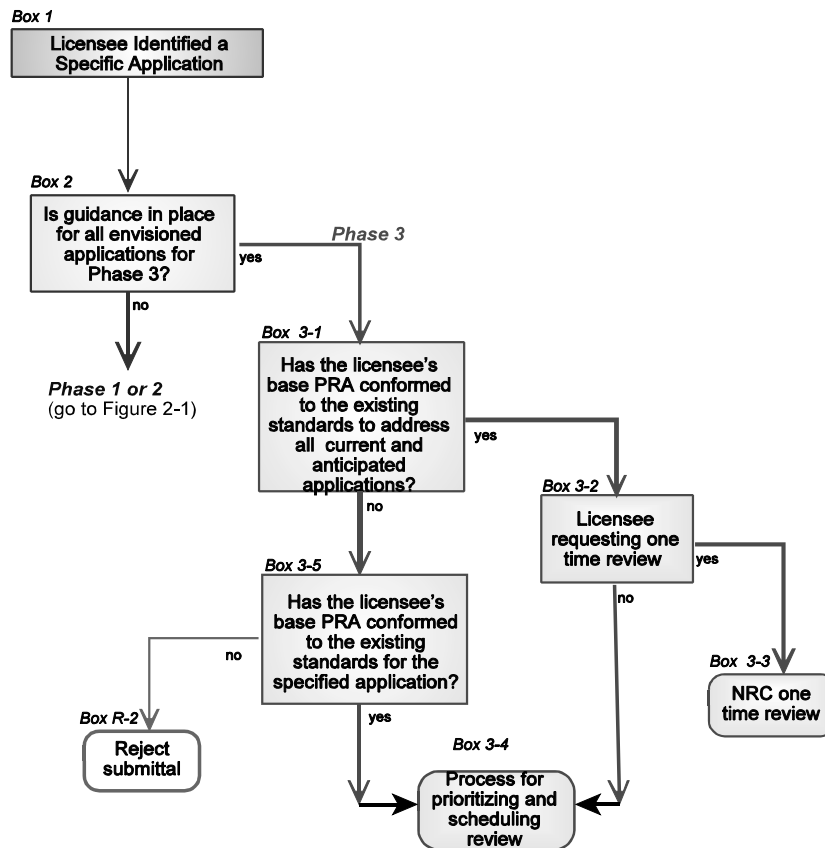 Box 1
Licensee Identified a
Specific Application
Box 2
Is guidance in place
for all envisioned
applications for
Phase 3?
yes
Phase 3
no
Phase 1 or 2
(go to Figure 2-1)
Box 3-1
Has the licensee's
base PRA conformed
to the existing
standards to address
all current and
anticipated
applications?
yes
no
Box 3-2
Licensee
requesting one
time review
yes
no
Box 3-3
NRC one
time review
Box 3-5
Has the licensee's
base PRA conformed
to the existing
standards for the
specified application?
no
yes
Box R-2
Reject
submittal
Box 3-4
Process for
prioritizing and
scheduling
review